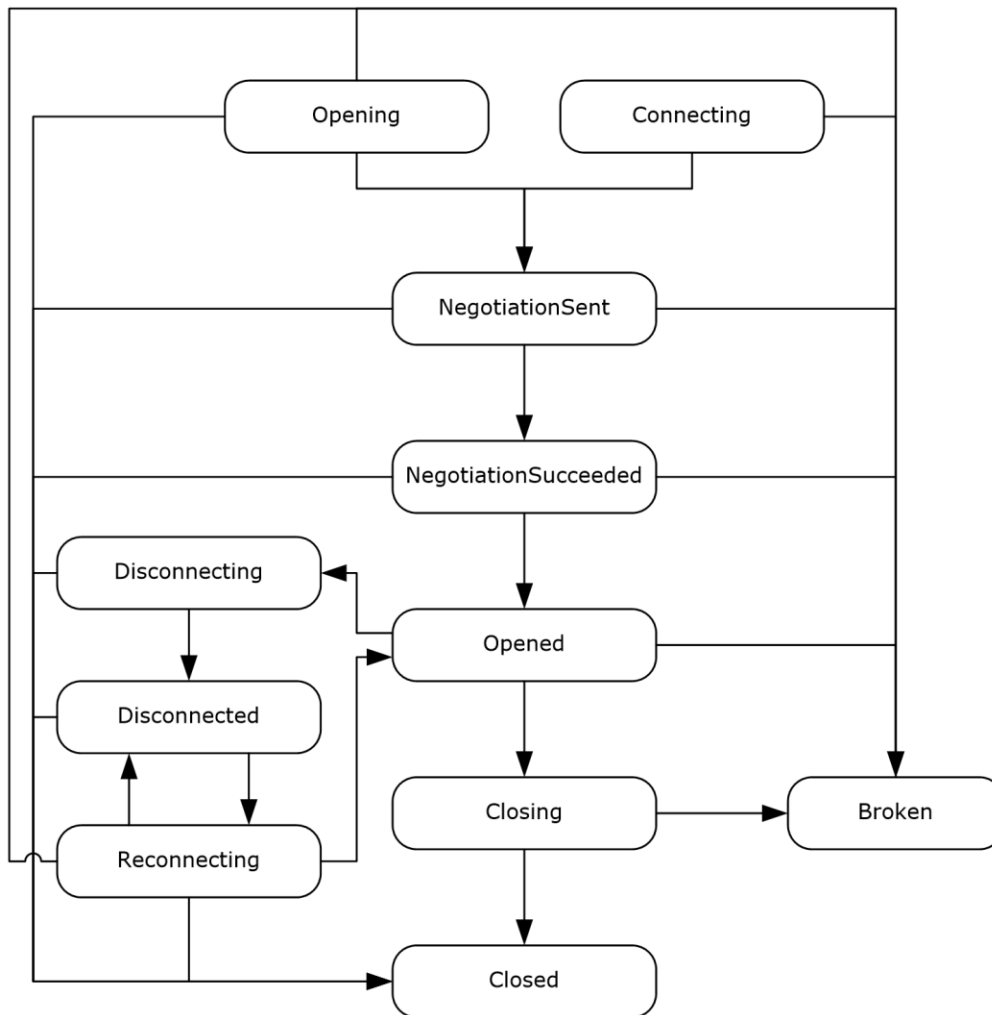 Opening
Connecting
NegotiationSent
NegotiationSucceeded
Disconnecting
Opened
Disconnected
Closing
Broken
Reconnecting
Closed